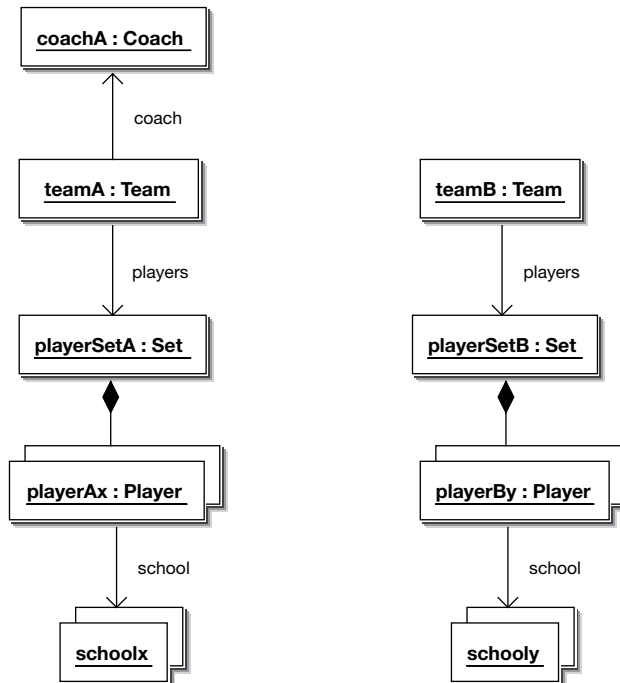 coachA : Coach
coach
teamA : Team
teamB : Team
players
players
playerSetA : Set
playerSetB : Set
playerAx : Player
playerBy : Player
school
school
schoolx
schooly